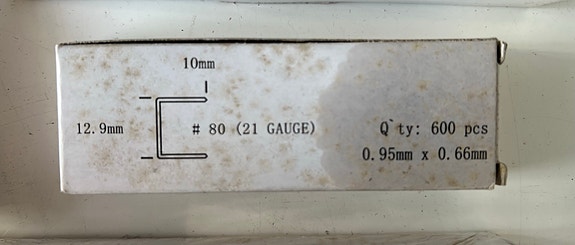 10mm
12.9mm
# 80 (21 GAUGE)
Q`ty: 600 pcs
0.95mm x 0.66mm